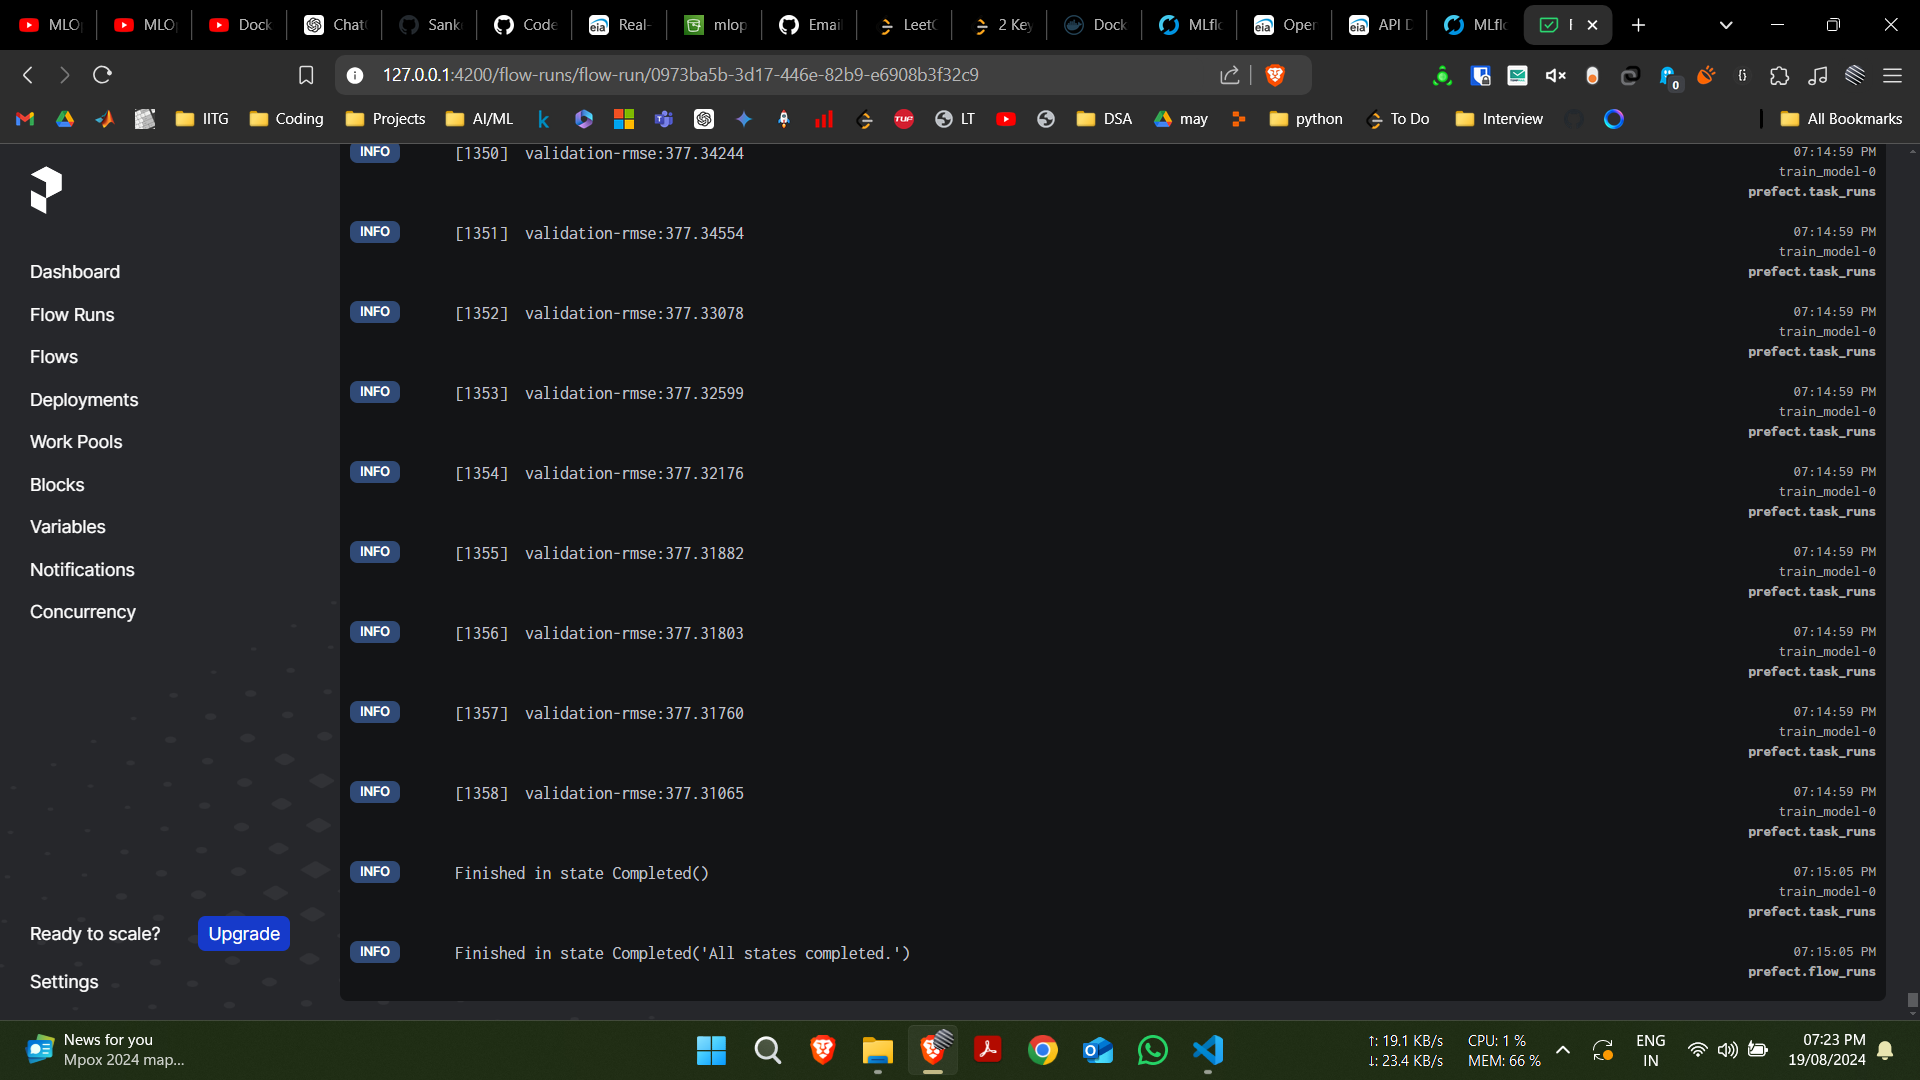 MLO
MLO
Dock
Chat
Sank
Code
Real-
mlop
Email
Leet
2 Key
Dock
MLflo
Open
API D
MLflo
127.0.0.1:4200/flow-runs/flow-run/0973ba5b-3d17-446e-82b9-e6908b3f32c9
0
IITG
Coding
Projects
AI/ML
TUF
LT
DSA
may
python
To Do
Interview
All Bookmarks
Dashboard
Flow Runs
Flows
Deployments
Work Pools
Blocks
Variables
Notifications
Concurrency
Ready to scale?
Upgrade
Settings
INFO [1350] validation-rmse:377.34244 07:14:59 PM
train_model-0
prefect.task_runs
INFO [1351] validation-rmse:377.34554 07:14:59 PM
train_model-0
prefect.task_runs
INFO [1352] validation-rmse:377.33078 07:14:59 PM
train_model-0
prefect.task_runs
INFO [1353] validation-rmse:377.32599 07:14:59 PM
train_model-0
prefect.task_runs
INFO [1354] validation-rmse:377.32176 07:14:59 PM
train_model-0
prefect.task_runs
INFO [1355] validation-rmse:377.31882 07:14:59 PM
train_model-0
prefect.task_runs
INFO [1356] validation-rmse:377.31803 07:14:59 PM
train_model-0
prefect.task_runs
INFO [1357] validation-rmse:377.31760 07:14:59 PM
train_model-0
prefect.task_runs
INFO [1358] validation-rmse:377.31065 07:14:59 PM
train_model-0
prefect.task_runs
INFO Finished in state Completed() 07:15:05 PM
train_model-0
prefect.task_runs
INFO Finished in state Completed('All states completed.') 07:15:05 PM
prefect.flow_runs
News for you
Mpox 2024 map...
↑: 19.1 KB/s
↓: 23.4 KB/s
CPU: 1 %
MEM: 66 %
ENG
IN
07:23 PM
19/08/2024